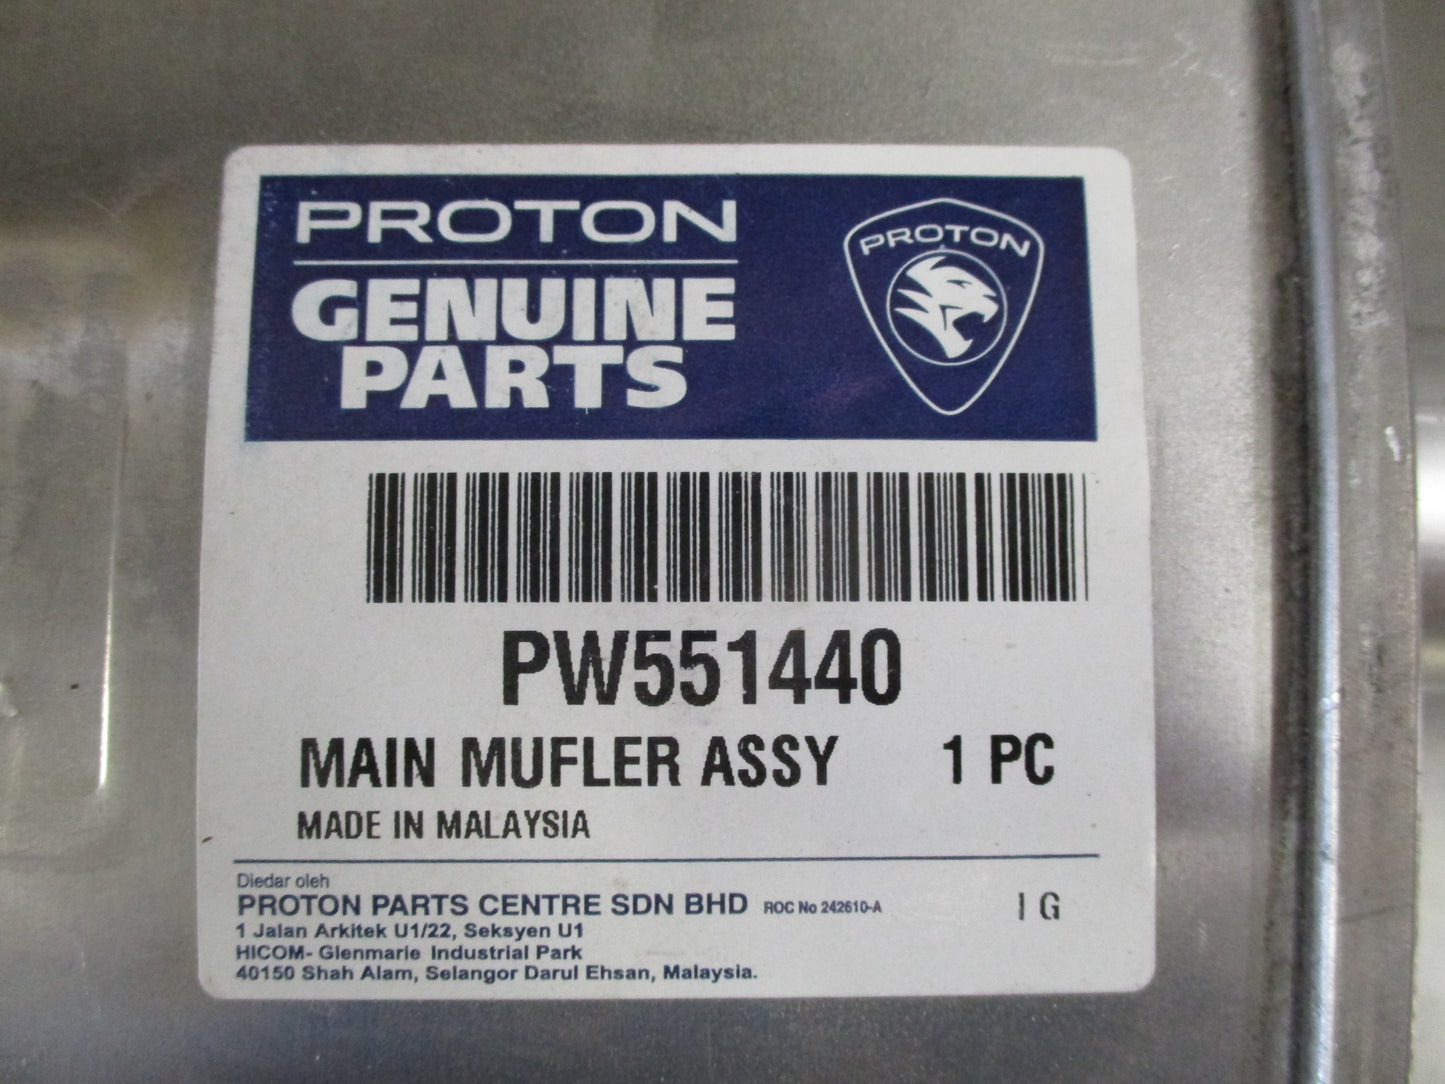 PROTON
GENUINE
PARTS
PROTON
PW551440
MAIN MUFLER ASSY 1 PC
MADE IN MALAYSIA
Diedar oleh
PROTON PARTS CENTRE SDN BHD ROC No 242610-A
1 G
1 Jalan Arkitek U1/22, Seksyen U1
HICOM- Glenmarie Industrial Park
40150 Shah Alam, Selangor Darul Ehsan, Malaysia.